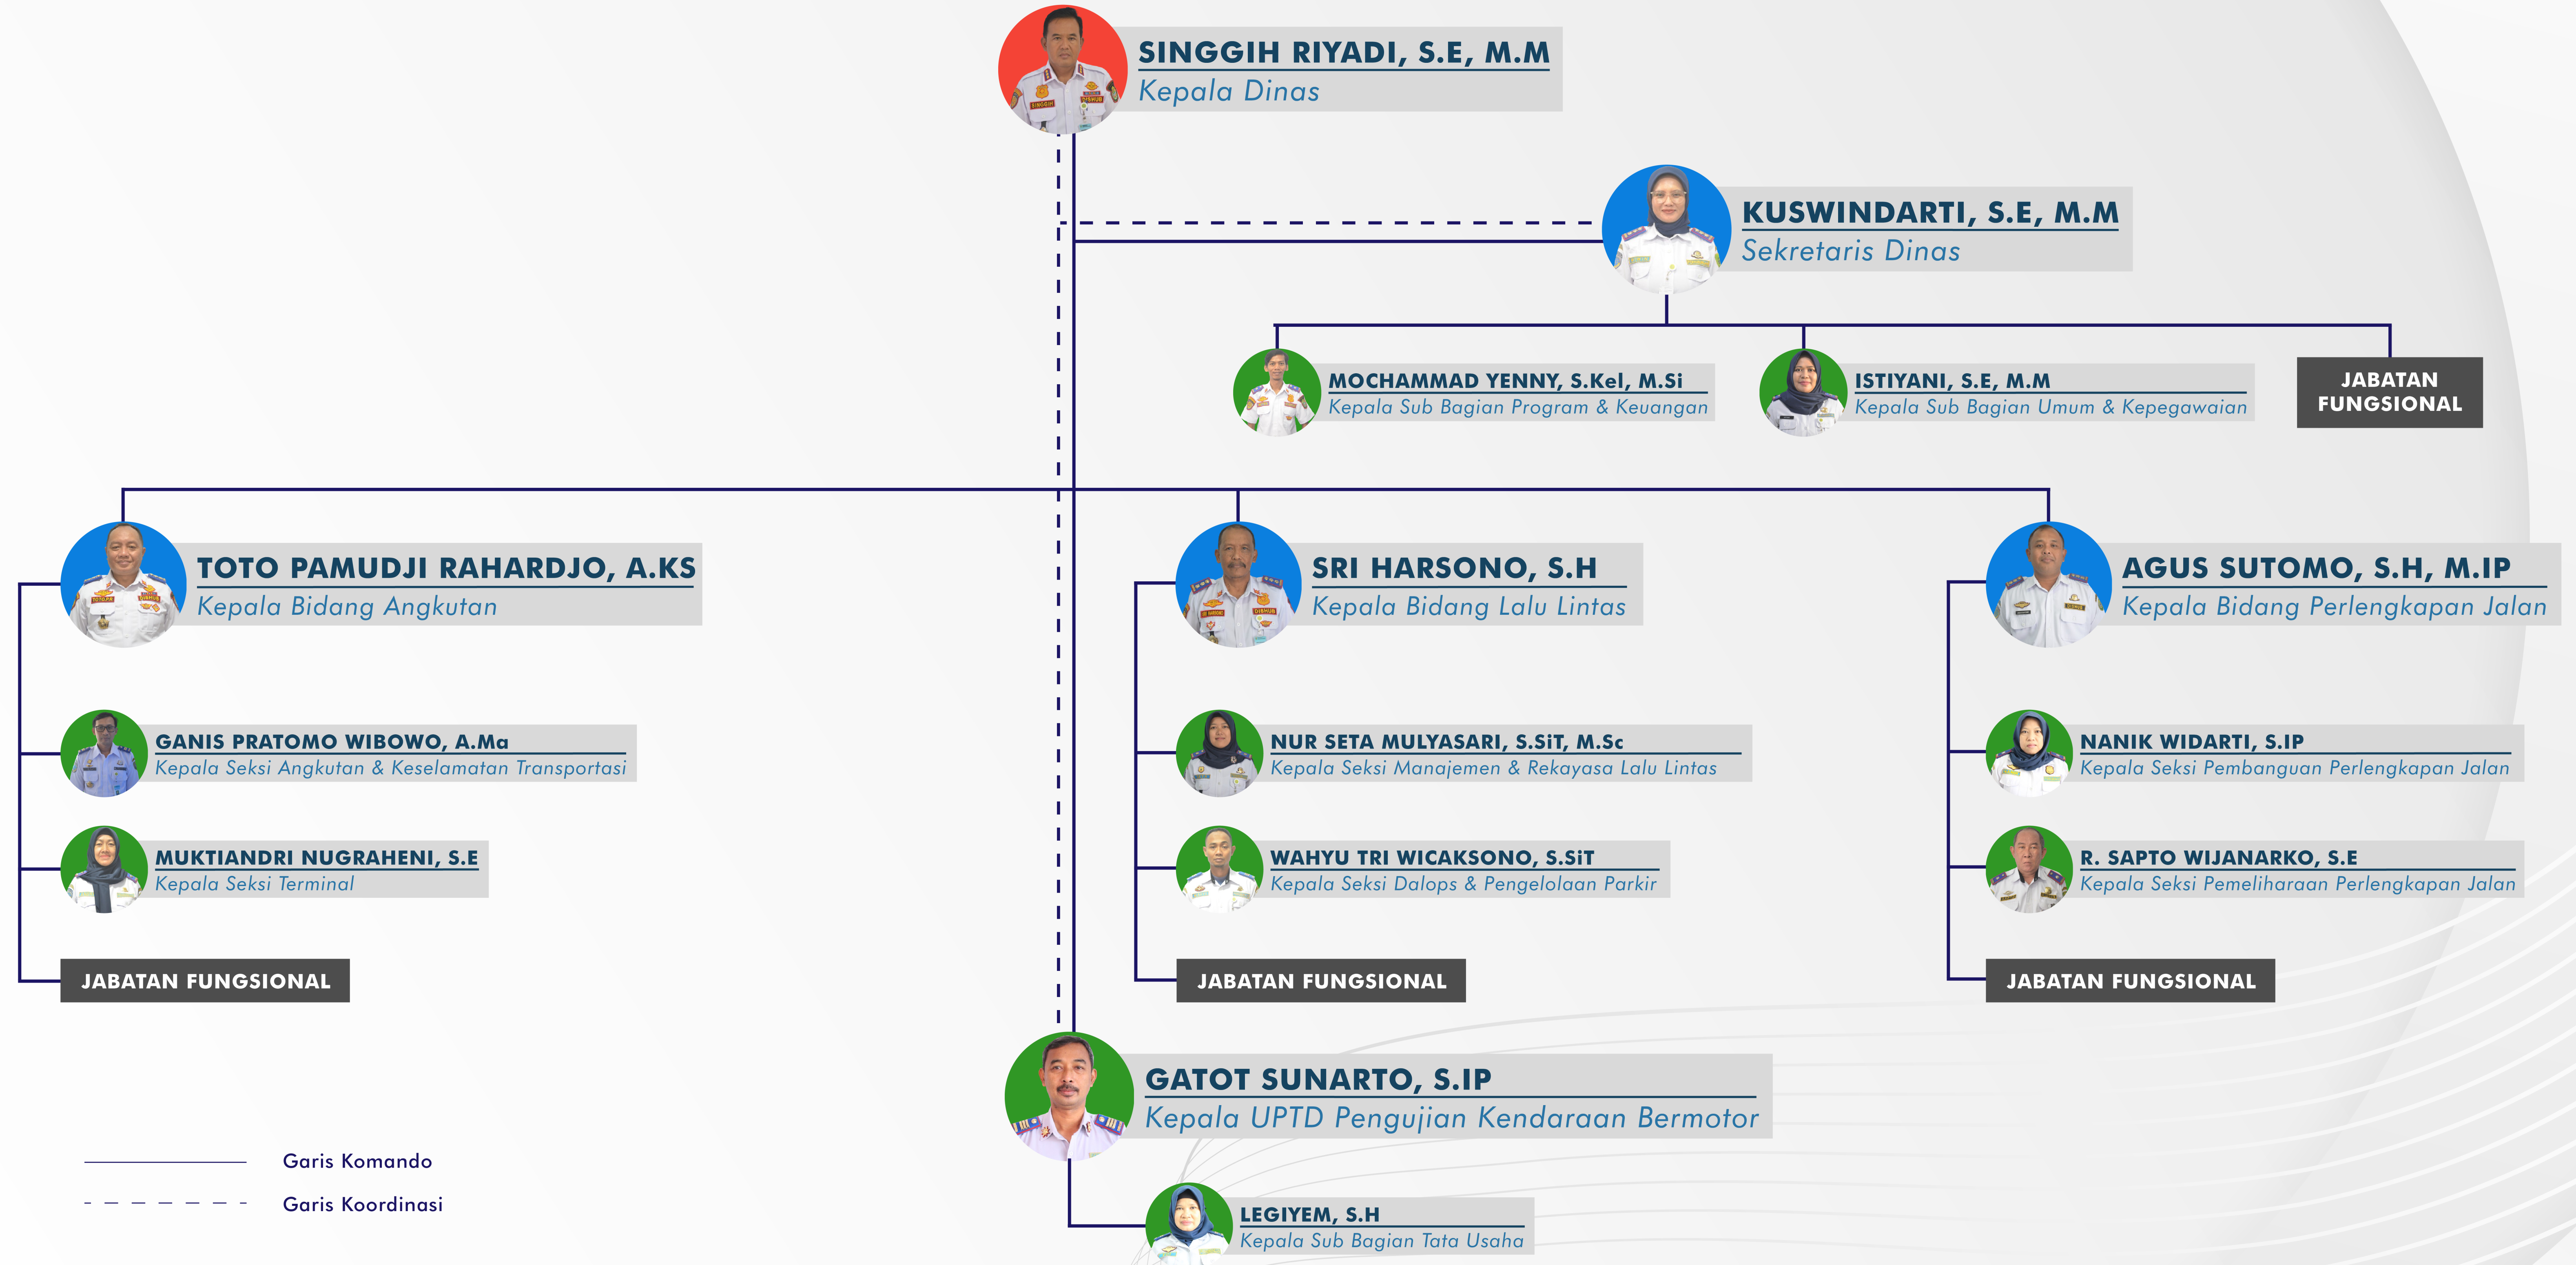 SINGGIH RIYADI, S.E, M.M
Kepala Dinas
KUSWINDARTI, S.E, M.M
Sekretaris Dinas
MOCHAMMAD YENNY, S.Kel, M.Si
Kepala Sub Bagian Program & Keuangan
ISTIYANI, S.E, M.M
Kepala Sub Bagian Umum & Kepegawaian
JABATAN
FUNGSIONAL
TOTO PAMUDJI RAHARDJO, A.KS
Kepala Bidang Angkutan
SRI HARSONO, S.H
Kepala Bidang Lalu Lintas
AGUS SUTOMO, S.H, M.IP
Kepala Bidang Perlengkapan Jalan
GANIS PRATOMO WIBOWO, A.Ma
Kepala Seksi Angkutan & Keselamatan Transportasi
NUR SETA MULYASARI, S.SiT, M.Sc
Kepala Seksi Manajemen & Rekayasa Lalu Lintas
NANIK WIDARTI, S.IP
Kepala Seksi Pembanguan Perlengkapan Jalan
MUKTIANDRI NUGRAHENI, S.E
Kepala Seksi Terminal
WAHYU TRI WICAKSONO, S.SiT
Kepala Seksi Dalops & Pengelolaan Parkir
R. SAPTO WIJANARKO, S.E
Kepala Seksi Pemeliharaan Perlengkapan Jalan
JABATAN FUNGSIONAL
JABATAN FUNGSIONAL
JABATAN FUNGSIONAL
GATOT SUNARTO, S.IP
Kepala UPTD Pengujian Kendaraan Bermotor
LEGIYEM, S.H
Kepala Sub Bagian Tata Usaha
Garis Komando
Garis Koordinasi